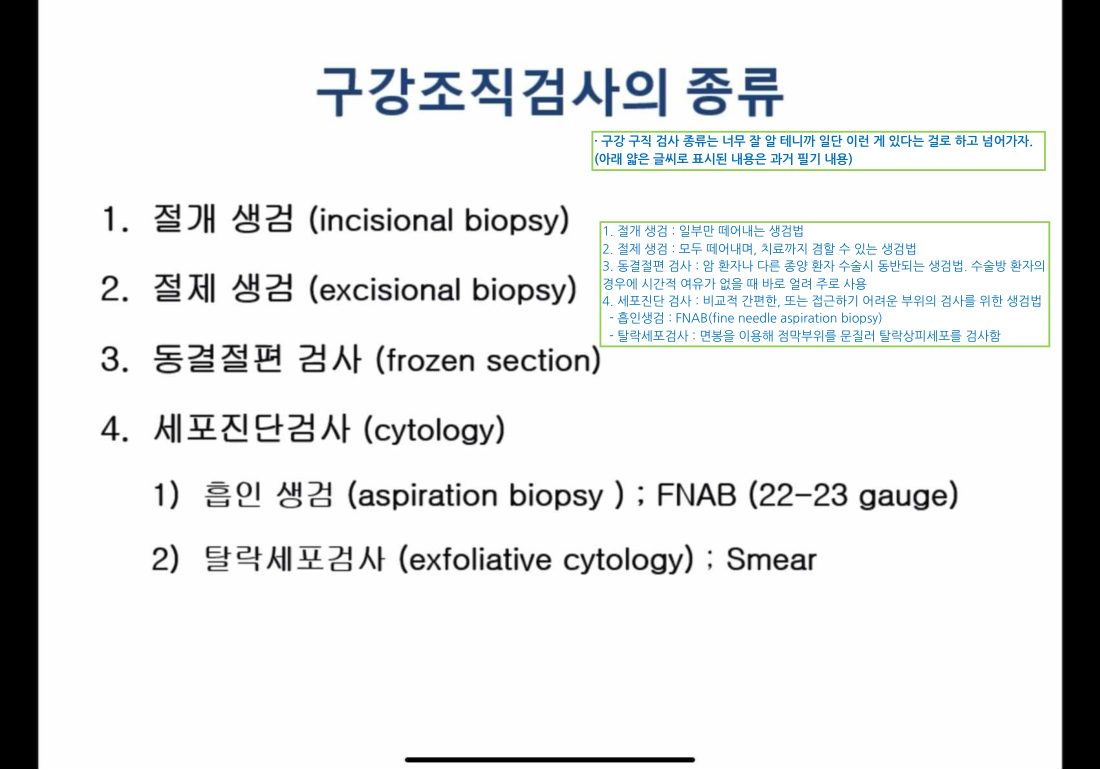 구강조직검사의 종류
· 구강 구직 검사 종류는 너무 잘 알 테니까 일단 이런 게 있다는 걸로 하고 넘어가자.
(아래 얇은 글씨로 표시된 내용은 과거 필기 내용)
1. 절개 생검 (incisional biopsy)
2. 절제 생검 (excisional biopsy)
3. 동결절편 검사 (frozen section)
4. 세포진단검사 (cytology)
1) 흡인 생검 (aspiration biopsy ) ; FNAB (22-23 gauge)
2) 탈락세포검사 (exfoliative cytology) ; Smear
1. 절개 생검 : 일부만 떼어내는 생검법
2. 절제 생검 : 모두 떼어내며, 치료까지 겸할 수 있는 생검법
3. 동결절편 검사 : 암 환자나 다른 종양 환자 수술시 동반되는 생검법. 수술방 환자의
경우에 시간적 여유가 없을 때 바로 얼려 주로 사용
4. 세포진단 검사 : 비교적 간편한, 또는 접근하기 어려운 부위의 검사를 위한 생검법
- 흡인생검 : FNAB(fine needle aspiration biopsy)
- 탈락세포검사 : 면봉을 이용해 점막부위를 문질러 탈락상피세포를 검사함